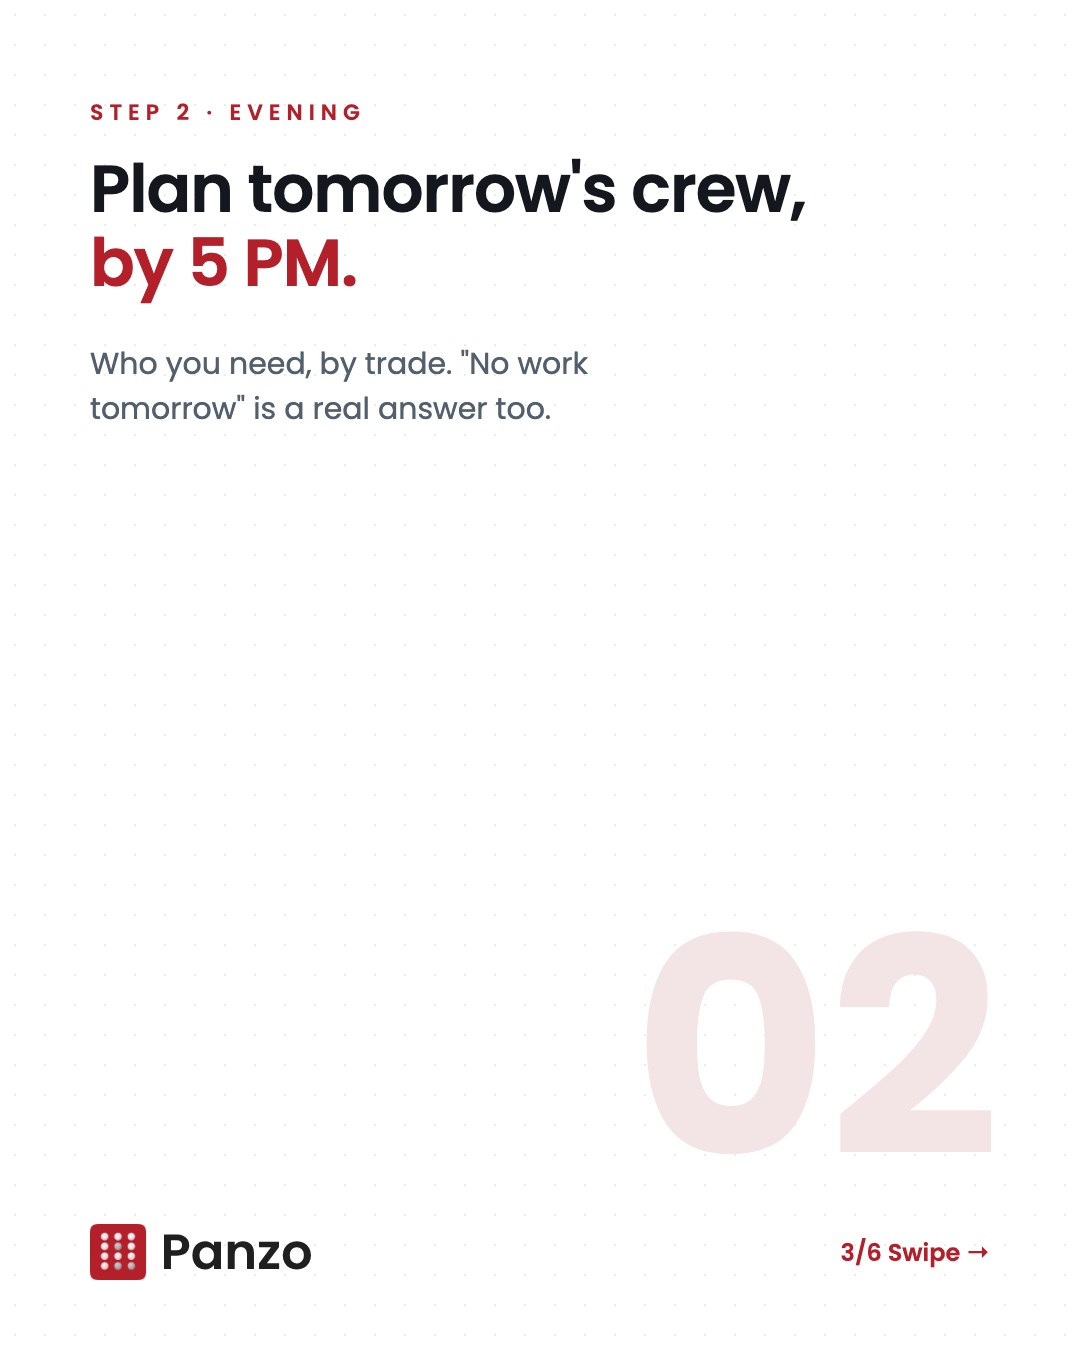 STEP 2 · EVENING
Plan tomorrow's crew,
by 5 PM.
Who you need, by trade. "No work
tomorrow" is a real answer too.
02
Panzo
3/6 Swipe →